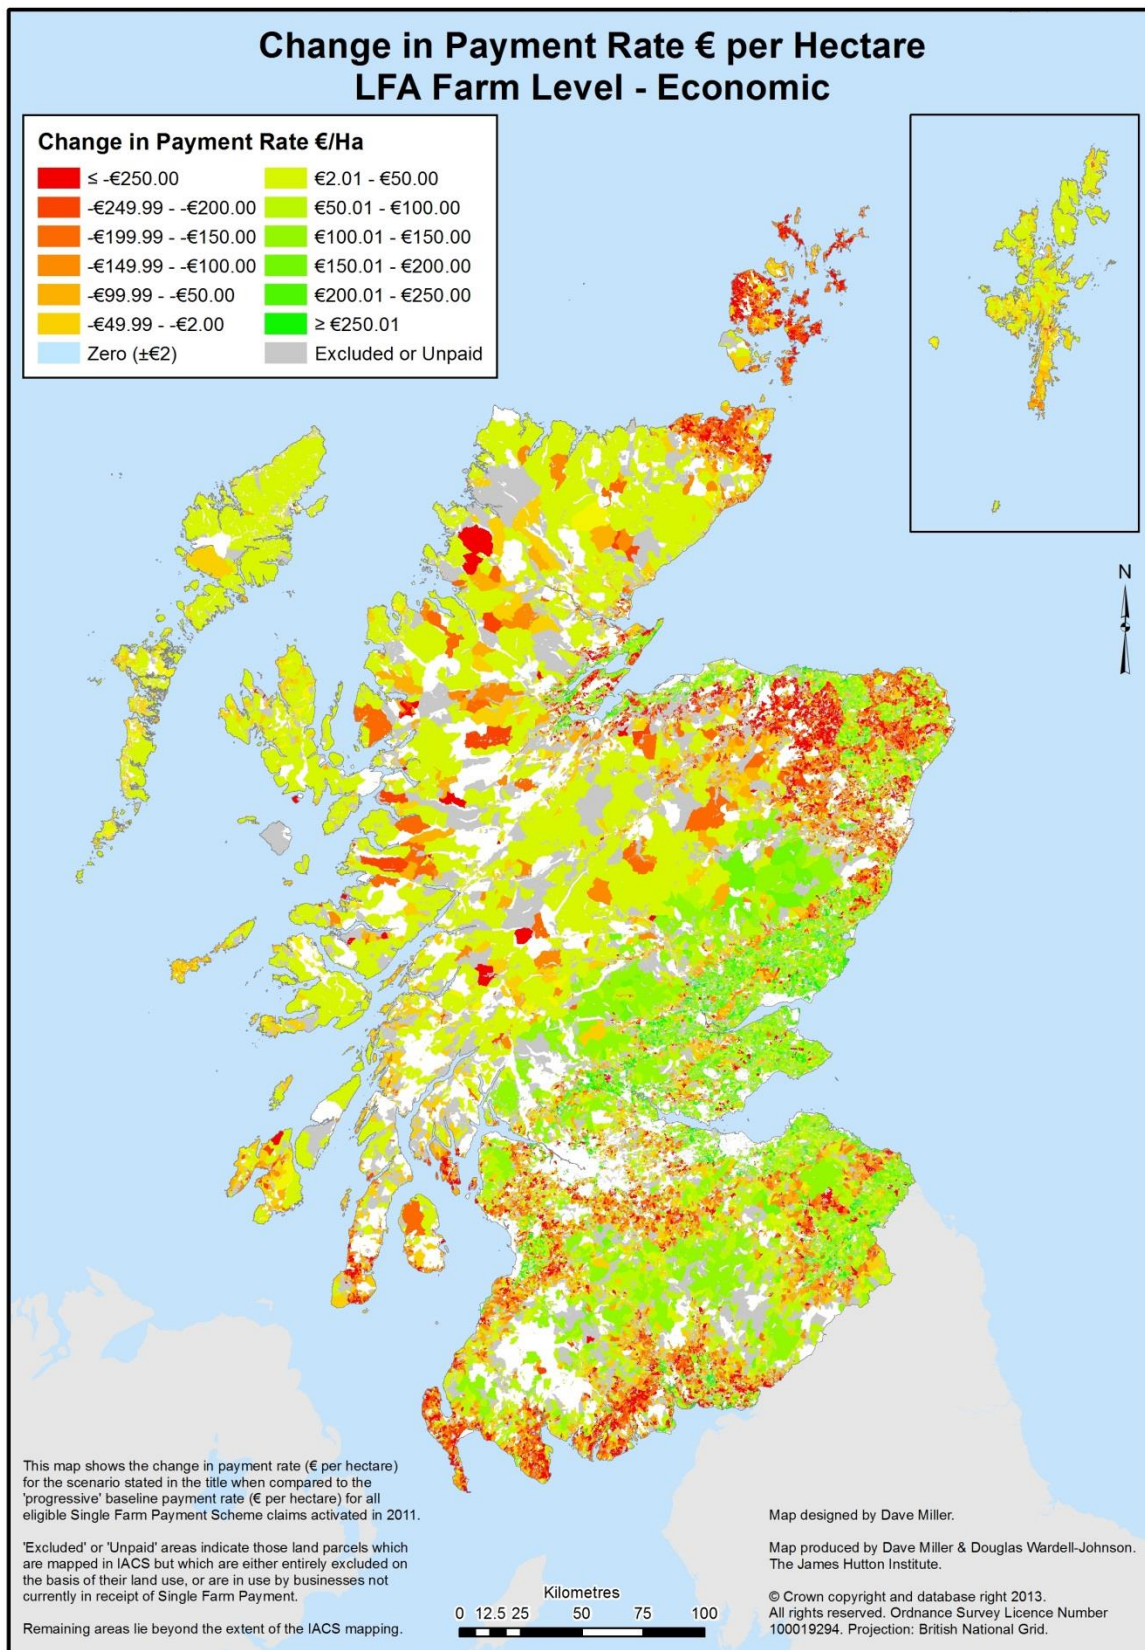 Change in Payment Rate € per Hectare
LFA Farm Level - Economic
Change in Payment Rate €/Ha
≤ -€250.00
-€249.99 - -€200.00
-€199.99 - -€150.00
-€149.99 - -€100.00
-€99.99 - -€50.00
-€49.99 - -€2.00
Zero (±€2)
€2.01 - €50.00
€50.01 - €100.00
€100.01 - €150.00
€150.01 - €200.00
€200.01 - €250.00
≥ €250.01
Excluded or Unpaid
N
This map shows the change in payment rate (€ per hectare)
for the scenario stated in the title when compared to the
'progressive' baseline payment rate (€ per hectare) for all
eligible Single Farm Payment Scheme claims activated in 2011.
'Excluded' or 'Unpaid' areas indicate those land parcels which
are mapped in IACS but which are either entirely excluded on
the basis of their land use, or are in use by businesses not
currently in receipt of Single Farm Payment.
Remaining areas lie beyond the extent of the IACS mapping.
Kilometres
0 12.5 25 50 75 100
Map designed by Dave Miller.
Map produced by Dave Miller & Douglas Wardell-Johnson.
The James Hutton Institute.
© Crown copyright and database right 2013.
All rights reserved. Ordnance Survey Licence Number
100019294. Projection: British National Grid.